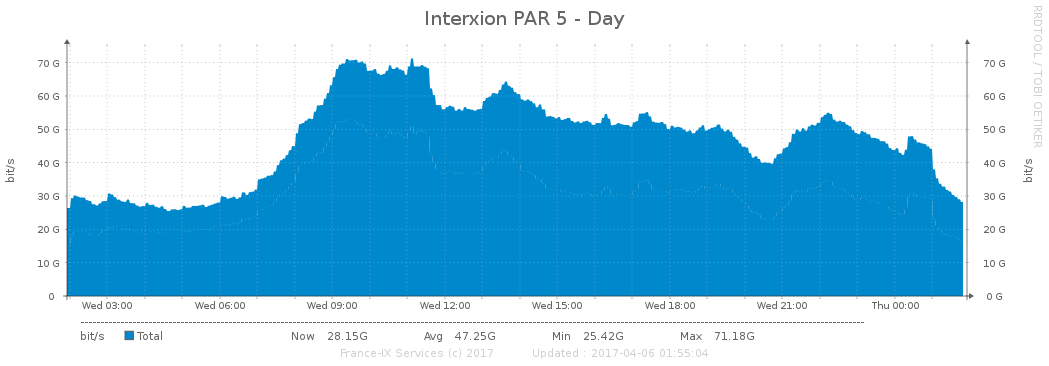 Interxion PAR 5 - Day
RRDTOOL / TOBI OETIKER
70 G 70 G
60 G 60 G
50 G 50 G
40 G 40 G
30 G 30 G
20 G 20 G
10 G 10 G
0 0 G
bit/s
bit/s
Wed 03:00 Wed 06:00 Wed 09:00 Wed 12:00 Wed 15:00 Wed 18:00 Wed 21:00 Thu 00:00
bit/s Total Now 28.15G Avg 47.25G Min 25.42G Max 71.18G
France-IX Services (c) 2017 Updated : 2017-04-06 01:55:04